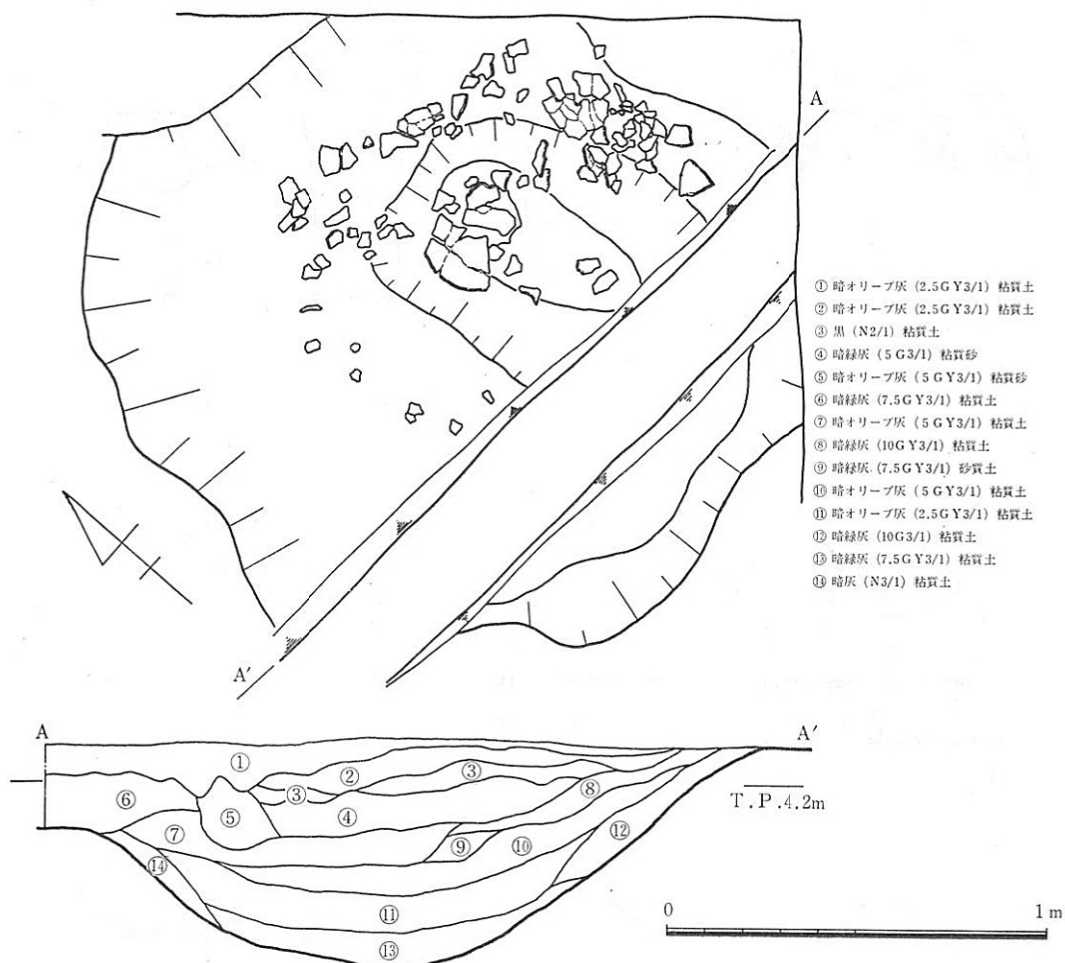 A
① 暗オリーブ灰 (2.5GY3/1) 粘質土
② 暗オリーブ灰 (2.5GY3/1) 粘質土
③ 黒 (N2/1) 粘質土
④ 暗緑灰 (5G3/1) 粘質砂
⑤ 暗オリーブ灰 (5GY3/1) 粘質砂
⑥ 暗緑灰 (7.5GY3/1) 粘質土
⑦ 暗オリーブ灰 (5GY3/1) 粘質土
⑧ 暗緑灰 (10GY3/1) 粘質土
⑨ 暗緑灰 (7.5GY3/1) 砂質土
⑩ 暗オリーブ灰 (5GY3/1) 粘質土
⑪ 暗オリーブ灰 (2.5GY3/1) 粘質土
⑫ 暗緑灰 (10G3/1) 粘質土
⑬ 暗緑灰 (7.5GY3/1) 粘質土
⑭ 暗灰 (N3/1) 粘質土
A′
A
A′
①
②
③
③
④
⑤
⑥
⑦
⑧
⑨
⑩
⑪
⑫
⑬
⑭
T.P.4.2m
0
1m